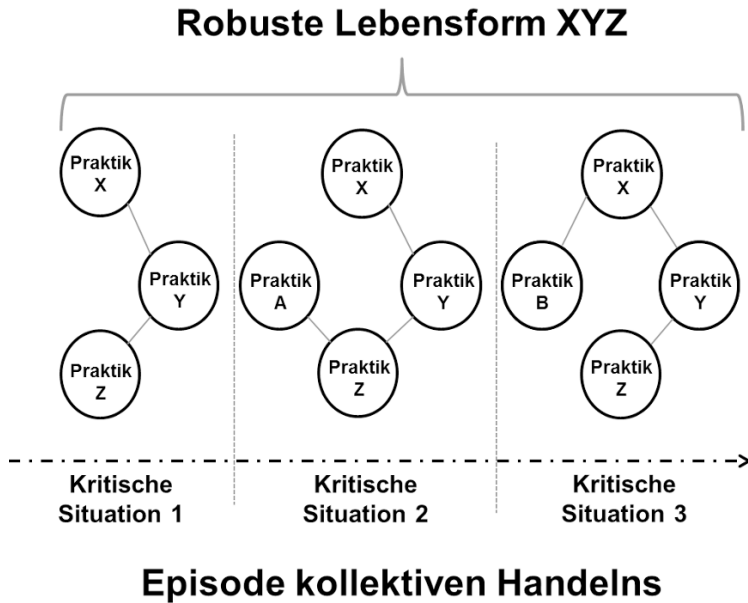 Robuste Lebensform XYZ
Praktik
X
Praktik
Y
Praktik
Z
Praktik
X
Praktik
A
Praktik
Y
Praktik
Z
Praktik
X
Praktik
B
Praktik
Y
Praktik
Z
Kritische
Situation 1
Kritische
Situation 2
Kritische
Situation 3
Episode kollektiven Handelns